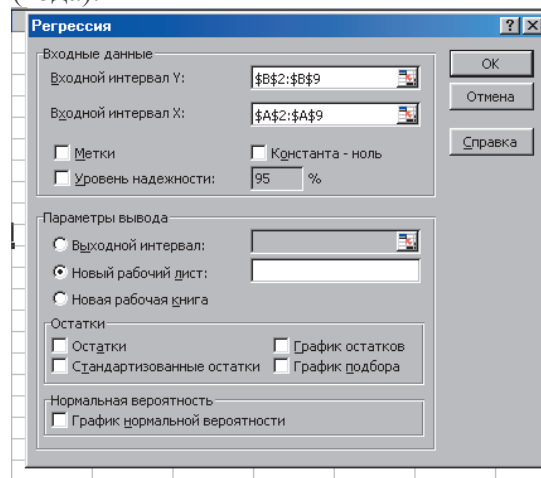 Регрессия
Входные данные
Входной интервал Y: $B$2:$B$9
Входной интервал X: $A$2:$A$9
Метки Константа - ноль
Уровень надежности: 95 %
ОК
Отмена
Справка
Параметры вывода
Выходной интервал:
Новый рабочий лист:
Новая рабочая книга
Остатки
Остатки График остатков
Стандартизованные остатки График подбора
Нормальная вероятность
График нормальной вероятности